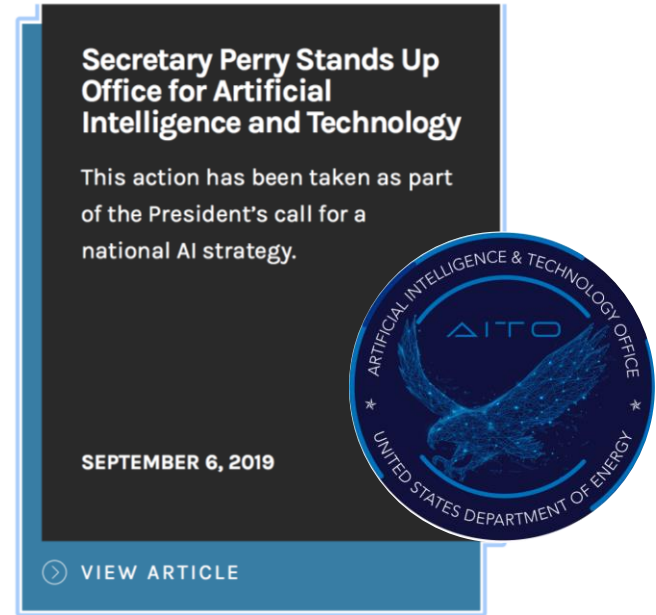 Secretary Perry Stands Up
Office for Artificial
Intelligence and Technology
This action has been taken as part
of the President's call for a
national AI strategy.
ARTIFICIAL INTELLIGENCE & TECHNOLOGY OFFICE
AITO
UNITED STATES DEPARTMENT OF ENERGY
SEPTEMBER 6, 2019
VIEW ARTICLE